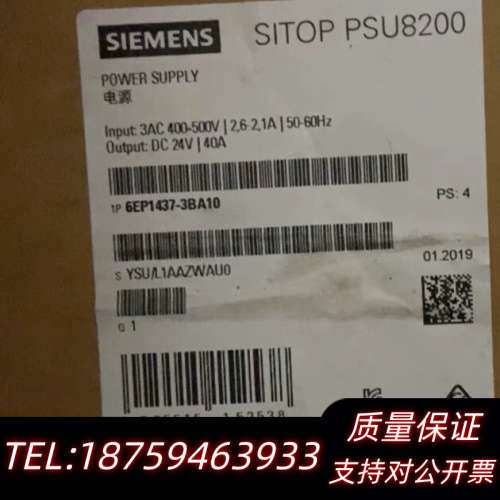 SIEMENS
SITOP PSU8200
POWER SUPPLY
电源
Input: 3AC 400-500V | 2,6-2,1A | 50-60Hz
Output: DC 24V | 40A
1P 6EP1437-3BA10
PS: 4
S YSU/L1AAZWAU0
01.2019
Q 1
质量保证
TEL:18759463933
支持对公开票